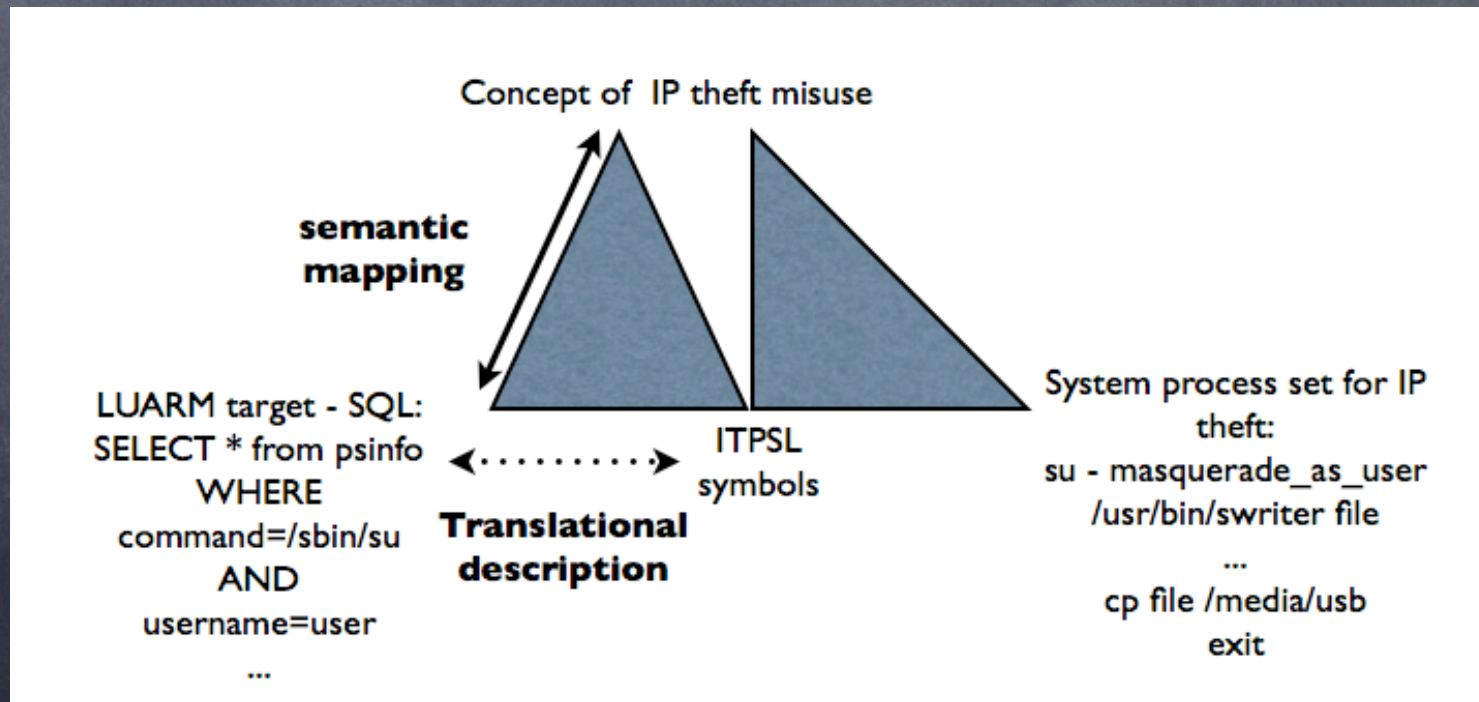 Concept of IP theft misuse
semantic
mapping
LUARM target - SQL:
SELECT * from psinfo
WHERE
command=/sbin/su
AND
username=user
...
Translational
description
ITPSL
symbols
System process set for IP
theft:
su - masquerade_as_user
/usr/bin/swriter file
...
cp file /media/usb
exit